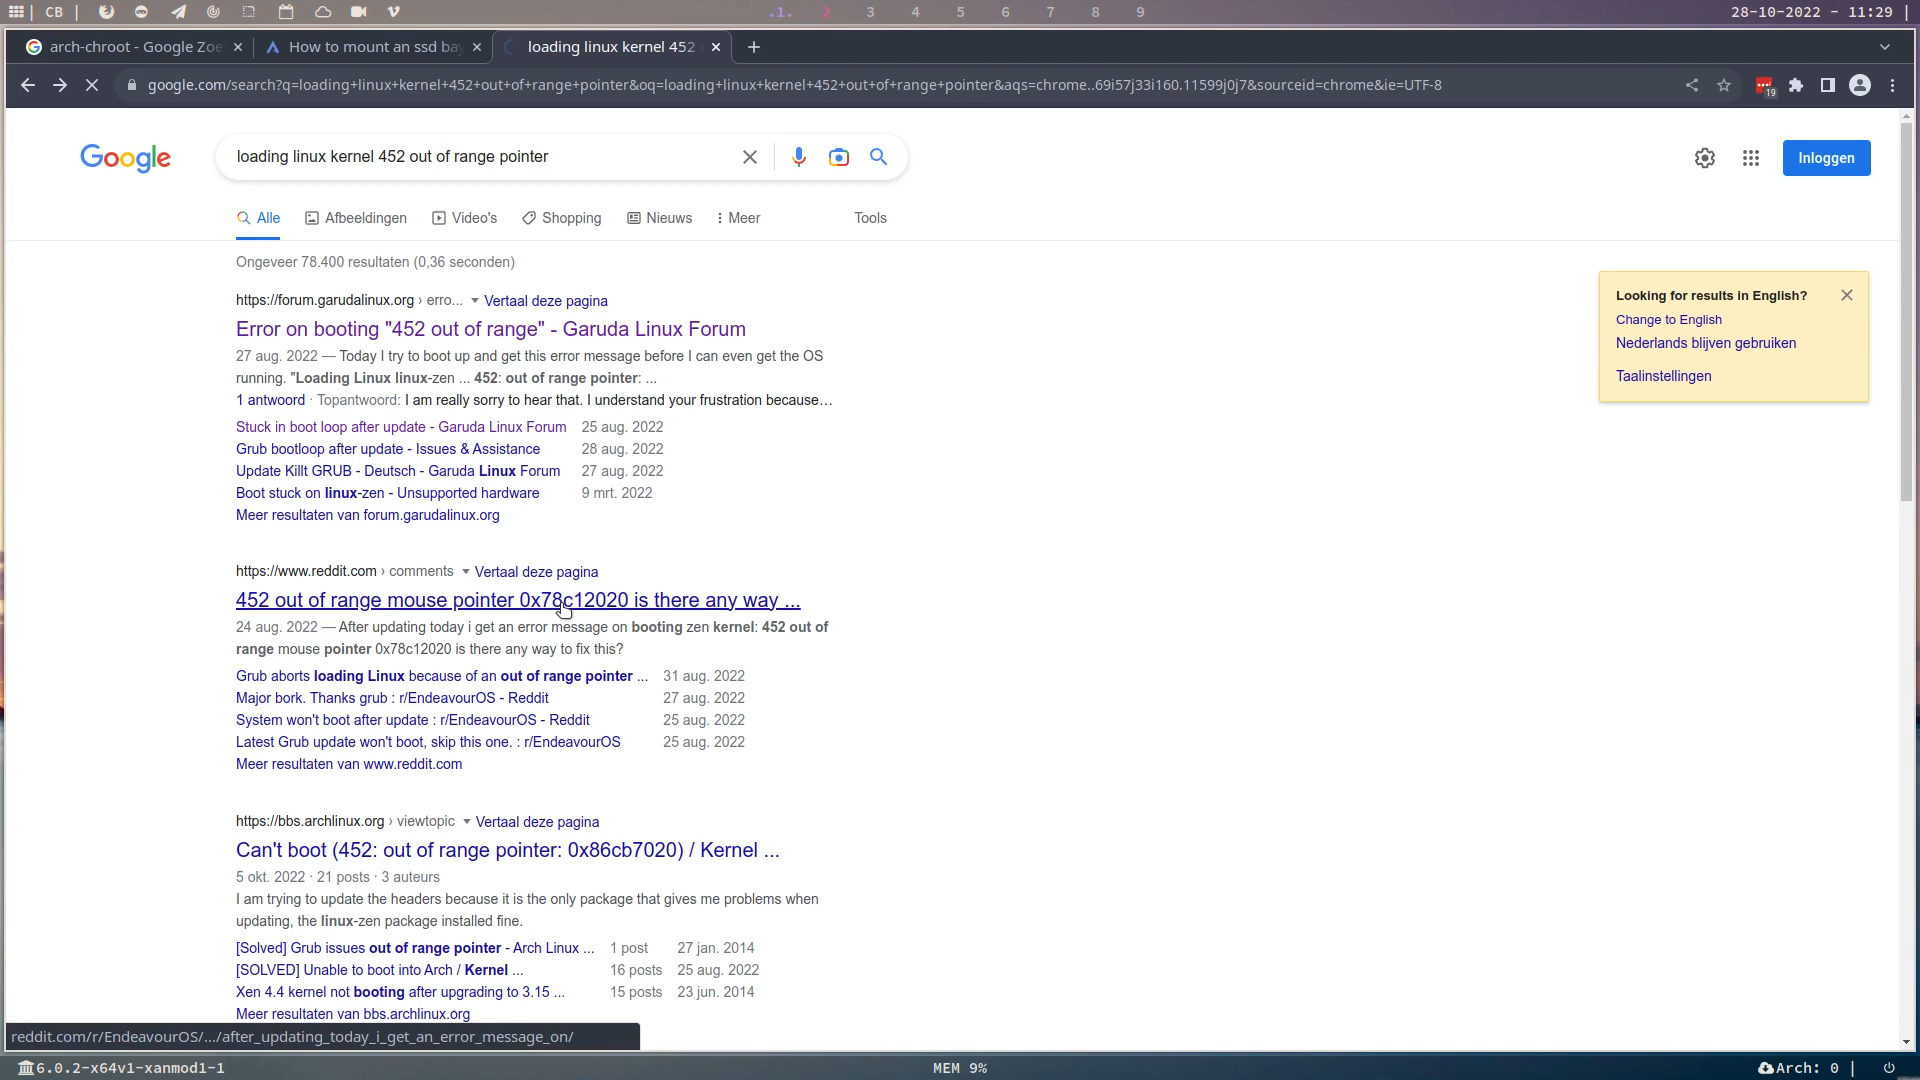 CB
.1. 2 3 4 5 6 7 8 9
28-10-2022 - 11:29 |
arch-chroot - Google Zoe
How to mount an ssd ba
loading linux kernel 452
google.com/search?q=loading+linux+kernel+452+out+of+range+pointer&oq=loading+linux+kernel+452+out+of+range+pointer&aqs=chrome..69i57j33i160.11599j0j7&sourceid=chrome&ie=UTF-8
19
Google
loading linux kernel 452 out of range pointer
Inloggen
Alle Afbeeldingen Video's Shopping Nieuws Meer Tools
Ongeveer 78.400 resultaten (0,36 seconden)
https://forum.garudalinux.org › erro... Vertaal deze pagina
Error on booting "452 out of range" - Garuda Linux Forum
27 aug. 2022 — Today I try to boot up and get this error message before I can even get the OS
running. "Loading Linux linux-zen ... 452: out of range pointer: ...
1 antwoord · Topantwoord: I am really sorry to hear that. I understand your frustration because…
Stuck in boot loop after update - Garuda Linux Forum 25 aug. 2022
Grub bootloop after update - Issues & Assistance 28 aug. 2022
Update Killt GRUB - Deutsch - Garuda Linux Forum 27 aug. 2022
Boot stuck on linux-zen - Unsupported hardware 9 mrt. 2022
Meer resultaten van forum.garudalinux.org
https://www.reddit.com › comments Vertaal deze pagina
452 out of range mouse pointer 0x78c12020 is there any way ...
24 aug. 2022 — After updating today i get an error message on booting zen kernel: 452 out of
range mouse pointer 0x78c12020 is there any way to fix this?
Grub aborts loading Linux because of an out of range pointer ... 31 aug. 2022
Major bork. Thanks grub : r/EndeavourOS - Reddit 27 aug. 2022
System won't boot after update : r/EndeavourOS - Reddit 25 aug. 2022
Latest Grub update won't boot, skip this one. : r/EndeavourOS 25 aug. 2022
Meer resultaten van www.reddit.com
https://bbs.archlinux.org › viewtopic Vertaal deze pagina
Can't boot (452: out of range pointer: 0x86cb7020) / Kernel ...
5 okt. 2022 · 21 posts · 3 auteurs
I am trying to update the headers because it is the only package that gives me problems when
updating, the linux-zen package installed fine.
[Solved] Grub issues out of range pointer - Arch Linux ... 1 post 27 jan. 2014
[SOLVED] Unable to boot into Arch / Kernel ... 16 posts 25 aug. 2022
Xen 4.4 kernel not booting after upgrading to 3.15 ... 15 posts 23 jun. 2014
Meer resultaten van bbs.archlinux.org
Looking for results in English?
Change to English
Nederlands blijven gebruiken
Taalinstellingen
reddit.com/r/EndeavourOS/.../after_updating_today_i_get_an_error_message_on/
6.0.2-x64v1-xanmod1-1
MEM 9%
Arch: 0 |